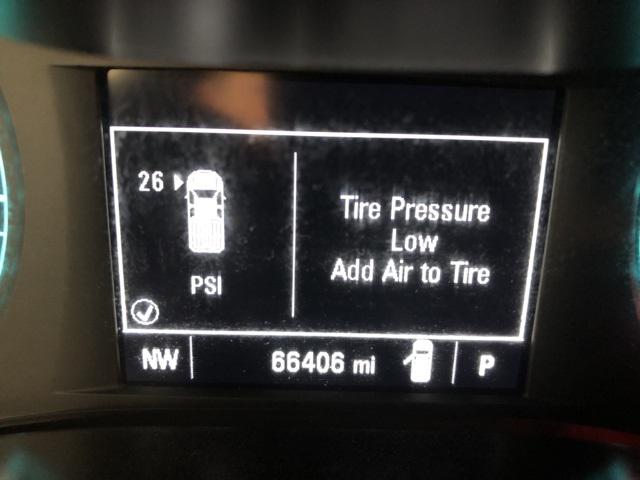 26
Tire Pressure
Low
Add Air to Tire
PSI
NW 66406 mi P